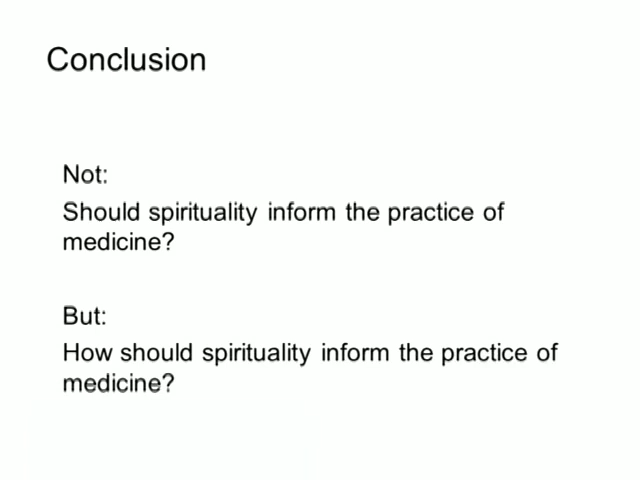 Conclusion
Not:
Should spirituality inform the practice of
medicine?
But:
How should spirituality inform the practice of
medicine?